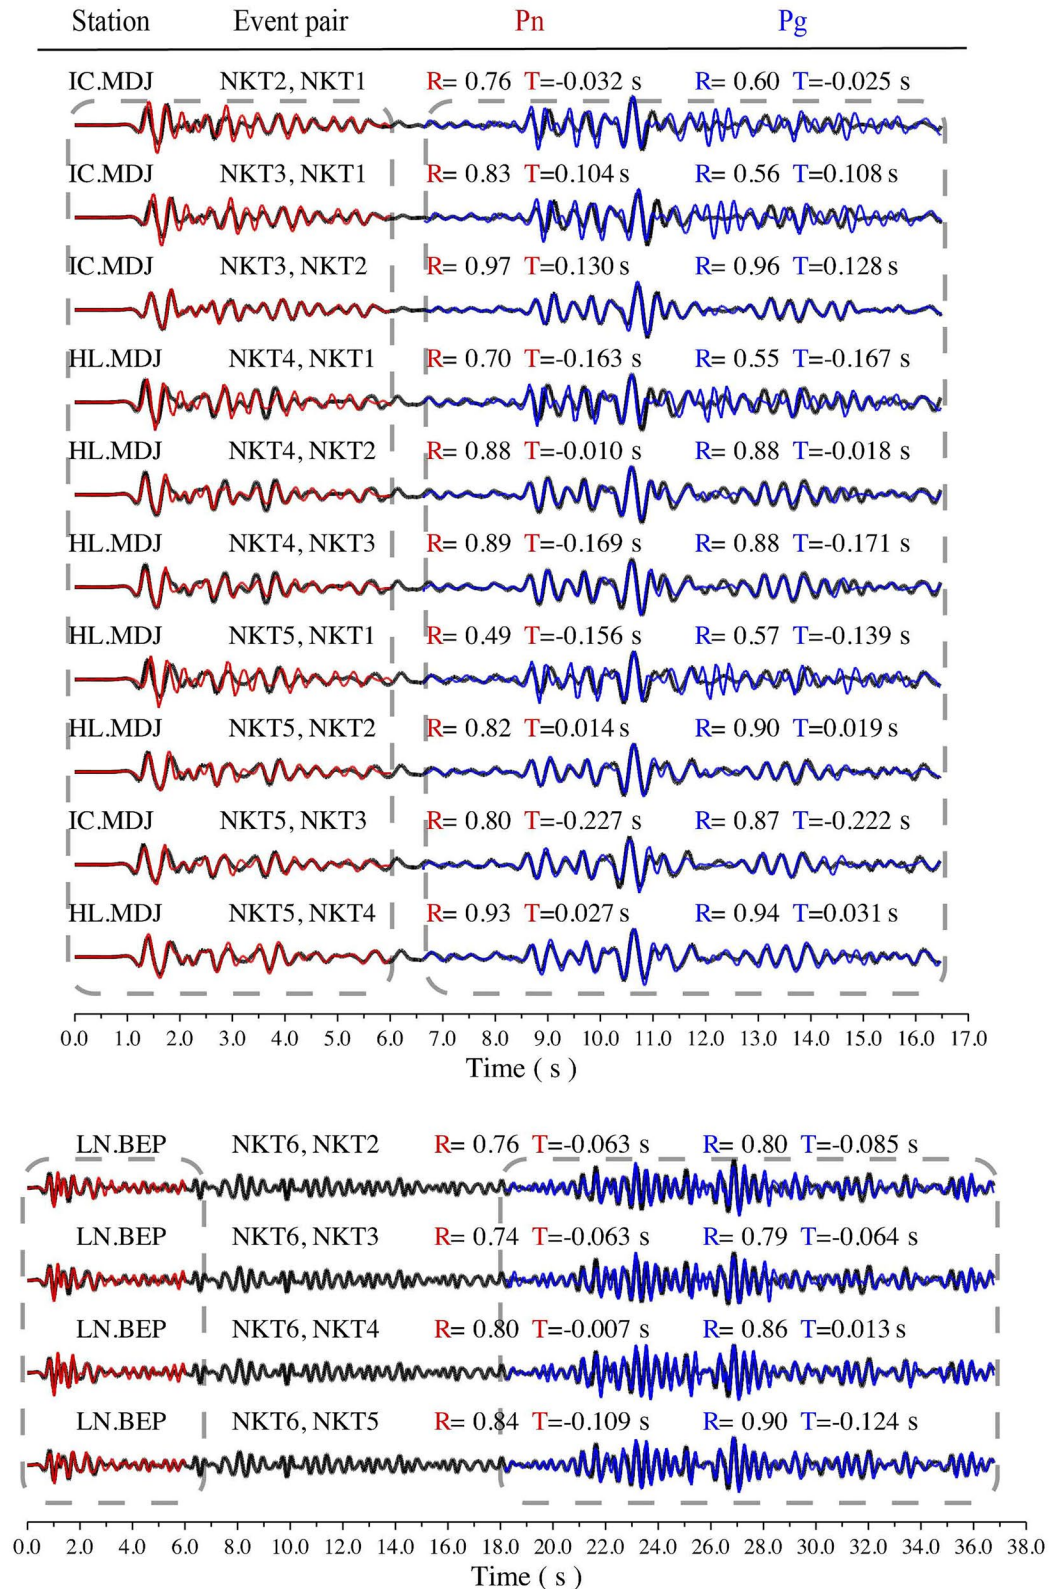 Station Event pair Pn Pg
IC.MDJ NKT2, NKT1 R= 0.76 T=-0.032 s R= 0.60 T=-0.025 s
IC.MDJ NKT3, NKT1 R= 0.83 T=0.104 s R= 0.56 T=0.108 s
IC.MDJ NKT3, NKT2 R= 0.97 T=0.130 s R= 0.96 T=0.128 s
HL.MDJ NKT4, NKT1 R= 0.70 T=-0.163 s R= 0.55 T=-0.167 s
HL.MDJ NKT4, NKT2 R= 0.88 T=-0.010 s R= 0.88 T=-0.018 s
HL.MDJ NKT4, NKT3 R= 0.89 T=-0.169 s R= 0.88 T=-0.171 s
HL.MDJ NKT5, NKT1 R= 0.49 T=-0.156 s R= 0.57 T=-0.139 s
HL.MDJ NKT5, NKT2 R= 0.82 T=0.014 s R= 0.90 T=0.019 s
IC.MDJ NKT5, NKT3 R= 0.80 T=-0.227 s R= 0.87 T=-0.222 s
HL.MDJ NKT5, NKT4 R= 0.93 T=0.027 s R= 0.94 T=0.031 s
0.0 1.0 2.0 3.0 4.0 5.0 6.0 7.0 8.0 9.0 10.0 11.0 12.0 13.0 14.0 15.0 16.0 17.0
Time ( s )
LN.BEP NKT6, NKT2 R= 0.76 T=-0.063 s R= 0.80 T=-0.085 s
LN.BEP NKT6, NKT3 R= 0.74 T=-0.063 s R= 0.79 T=-0.064 s
LN.BEP NKT6, NKT4 R= 0.80 T=-0.007 s R= 0.86 T=0.013 s
LN.BEP NKT6, NKT5 R= 0.84 T=-0.109 s R= 0.90 T=-0.124 s
0.0 2.0 4.0 6.0 8.0 10.0 12.0 14.0 16.0 18.0 20.0 22.0 24.0 26.0 28.0 30.0 32.0 34.0 36.0 38.0
Time ( s )